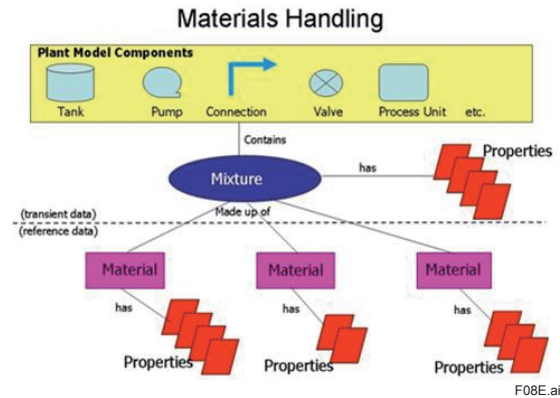 Materials Handling
Plant Model Components
Tank
Pump
Connection
Valve
Process Unit
etc.
Contains
Mixture
has
Properties
(transient data)
Made up of
(reference data)
Material
Material
Material
has
has
has
Properties
Properties
Properties
F08E.ai